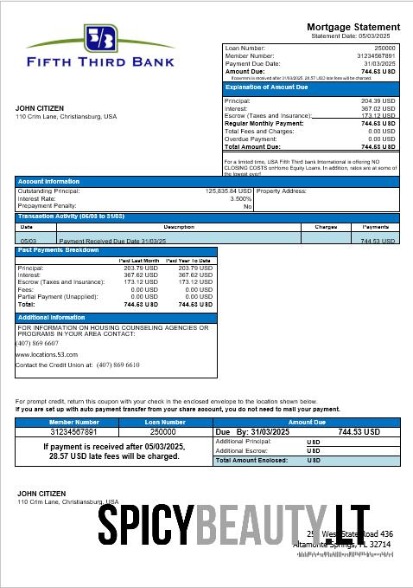 FIFTH THIRD BANK
Mortgage Statement
Statement Date: 05/03/2025
Loan Number: 250000
Member Number: 31234567891
Payment Due Date: 31/03/2025
Amount Due: 744.53 USD
If payment is received after 31/03/2025, 28.57 USD late fees will be charged.
Explanation of Amount Due
Principal: 204.39 USD
Interest: 367.02 USD
Escrow (Taxes and Insurance): 173.12 USD
Regular Monthly Payment: 744.53 USD
Total Fees and Charges: 0.00 USD
Overdue Payment: 0.00 USD
Total Amount Due: 744.53 USD
JOHN CITIZEN
110 Crim Lane, Christiansburg, USA
For a limited time, USA Fifth Third bank International is offering NO
CLOSING COSTS on Home Equity Loans. In addition, rates are at some of
the lowest ever!
Account Information
Outstanding Principal: 125,835.64 USD Property Address:
Interest Rate: 3.500%
Prepayment Penalty: No
Transaction Activity (06/03 to 31/03)
Date Description Charges Payments
05/03 Payment Received Due Date 31/03/25 744.53 USD
Past Payments Breakdown
Paid Last Month Paid Year To Date
Principal: 203.79 USD 203.79 USD
Interest: 367.62 USD 367.62 USD
Escrow (Taxes and Insurance): 173.12 USD 173.12 USD
Fees: 0.00 USD 0.00 USD
Partial Payment (Unapplied): 0.00 USD 0.00 USD
Total: 744.53 USD 744.53 USD
Additional Information
FOR INFORMATION ON HOUSING COUNSELING AGENCIES OR
PROGRAMS IN YOUR AREA CONTACT:
(407) 869 6607
www.locations.53.com
Contact the Credit Union at: (407) 869 6610
For prompt credit, return this coupon with your check in the enclosed envelope to the location shown below.
If you are set up with auto payment transfer from your share account, you do not need to mail your payment.
Member Number Loan Number Amount Due
31234567891 250000 Due By: 31/03/2025 744.53 USD
If payment is received after 05/03/2025,
28.57 USD late fees will be charged.
Additional Principal: USD
Additional Escrow: USD
Total Amount Enclosed: USD
JOHN CITIZEN
110 Crim Lane, Christiansburg, USA
SPICYBEAUTY.LT
West State Road 436
Altamonte Springs, FL 32714